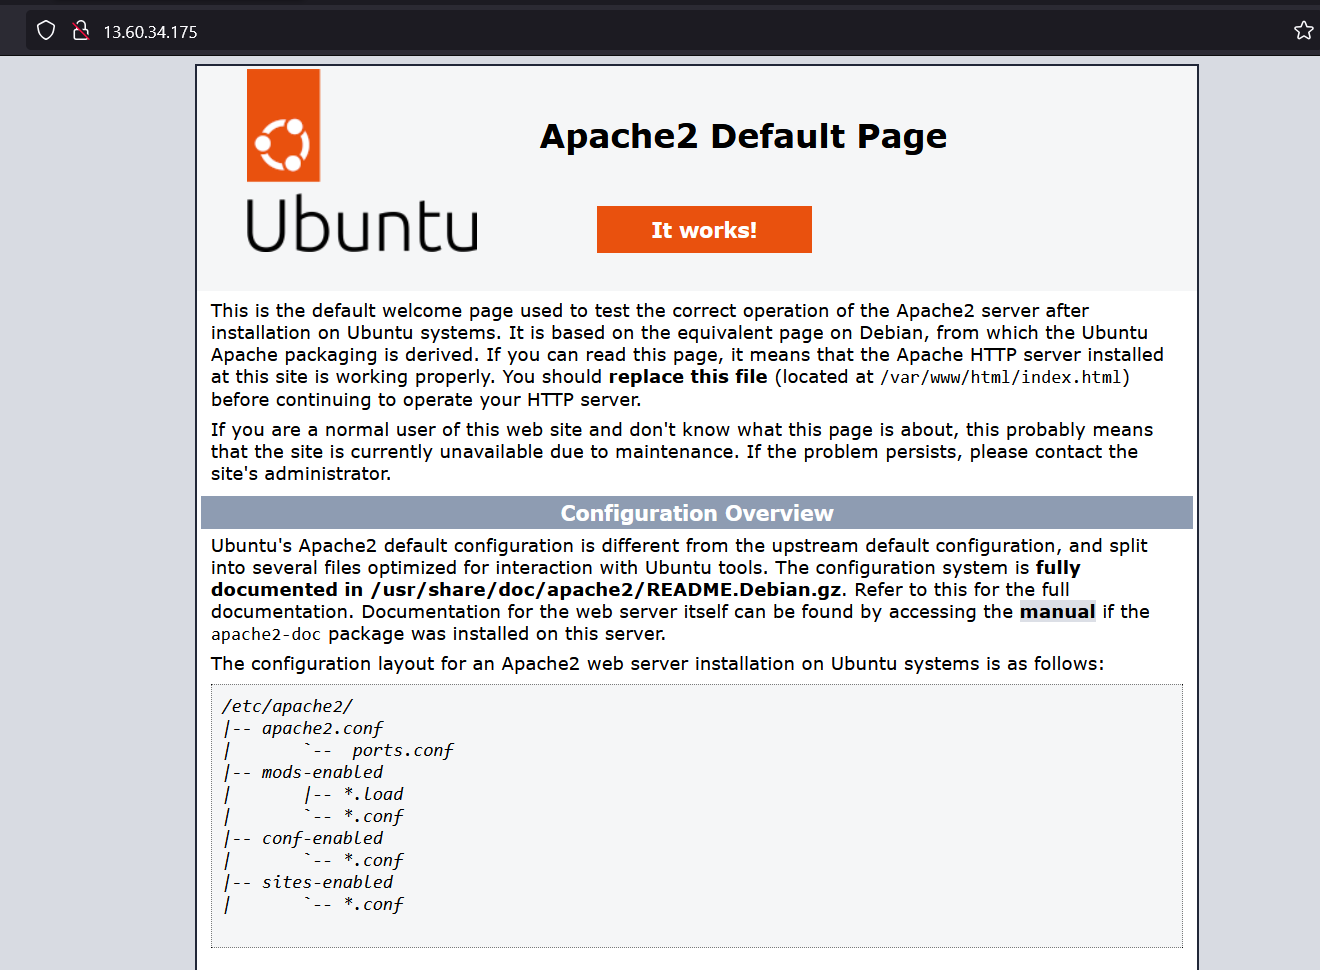 13.60.34.175
Apache2 Default Page
Ubuntu
It works!
This is the default welcome page used to test the correct operation of the Apache2 server after
installation on Ubuntu systems. It is based on the equivalent page on Debian, from which the Ubuntu
Apache packaging is derived. If you can read this page, it means that the Apache HTTP server installed
at this site is working properly. You should replace this file (located at /var/www/html/index.html)
before continuing to operate your HTTP server.
If you are a normal user of this web site and don't know what this page is about, this probably means
that the site is currently unavailable due to maintenance. If the problem persists, please contact the
site's administrator.
Configuration Overview
Ubuntu's Apache2 default configuration is different from the upstream default configuration, and split
into several files optimized for interaction with Ubuntu tools. The configuration system is fully
documented in /usr/share/doc/apache2/README.Debian.gz. Refer to this for the full
documentation. Documentation for the web server itself can be found by accessing the manual if the
apache2-doc package was installed on this server.
The configuration layout for an Apache2 web server installation on Ubuntu systems is as follows:
/etc/apache2/
|-- apache2.conf
|       `--  ports.conf
|-- mods-enabled
|       |-- *.load
|       `-- *.conf
|-- conf-enabled
|       `-- *.conf
|-- sites-enabled
|       `-- *.conf